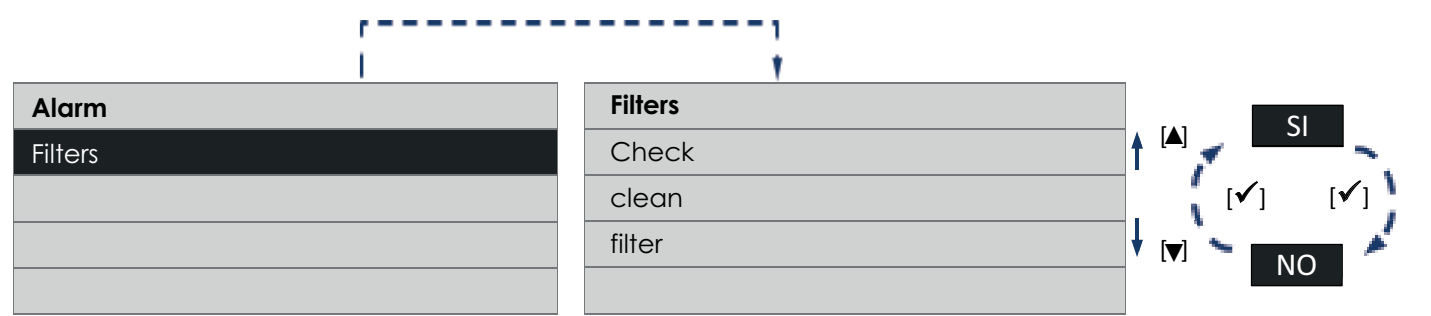 Alarm
Filters
Filters
Check
clean
filter
[▲]
[▼]
SI
[✓] [✓]
NO